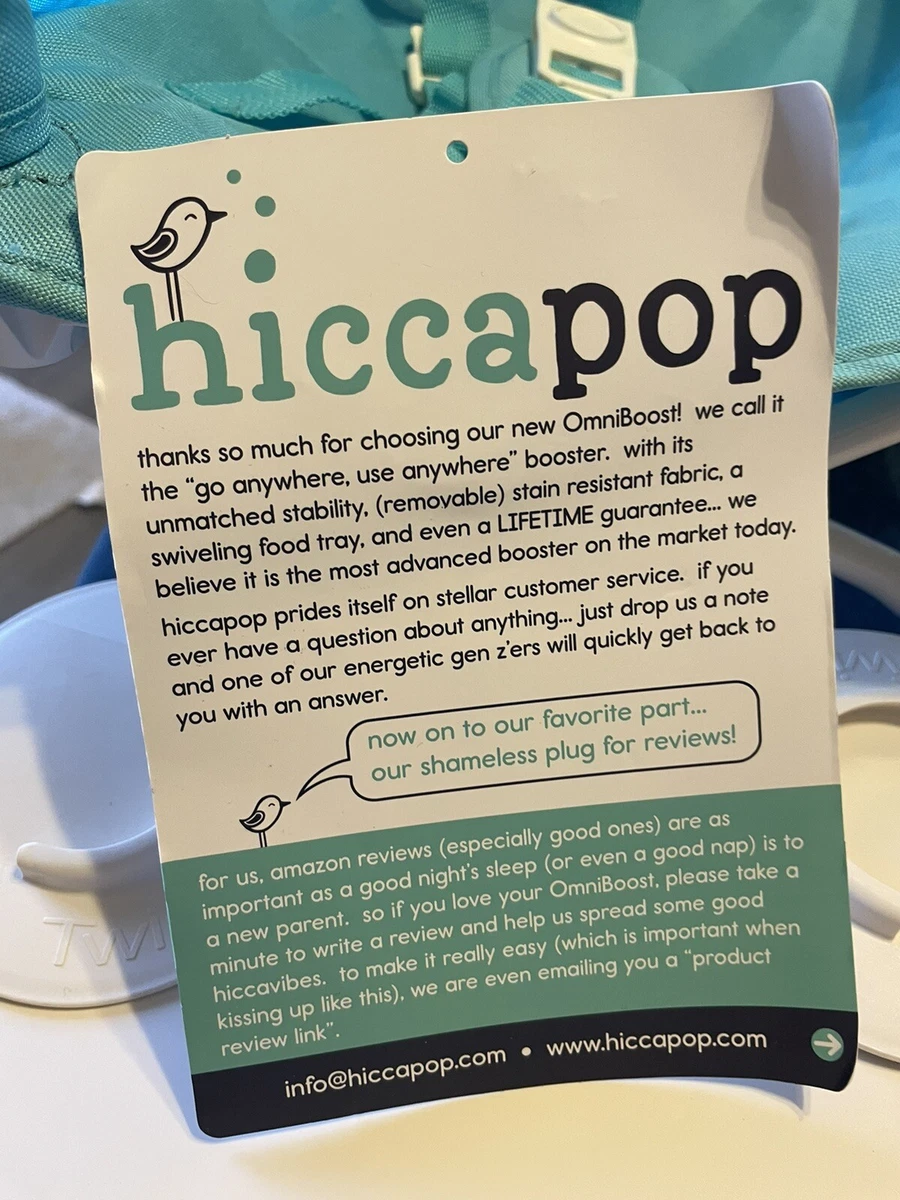 hiccapop
thanks so much for choosing our new OmniBoost!  we call it
the “go anywhere, use anywhere” booster.  with its
unmatched stability, (removable) stain resistant fabric, a
swiveling food tray, and even a LIFETIME guarantee... we
believe it is the most advanced booster on the market today.
hiccapop prides itself on stellar customer service.  if you
ever have a question about anything... just drop us a note
and one of our energetic gen z'ers will quickly get back to
you with an answer.
now on to our favorite part...
our shameless plug for reviews!
for us, amazon reviews (especially good ones) are as
important as a good night's sleep (or even a good nap) is to
a new parent.  so if you love your OmniBoost, please take a
minute to write a review and help us spread some good
hiccavibes.  to make it really easy (which is important when
kissing up like this), we are even emailing you a “product
review link”.
info@hiccapop.com • www.hiccapop.com